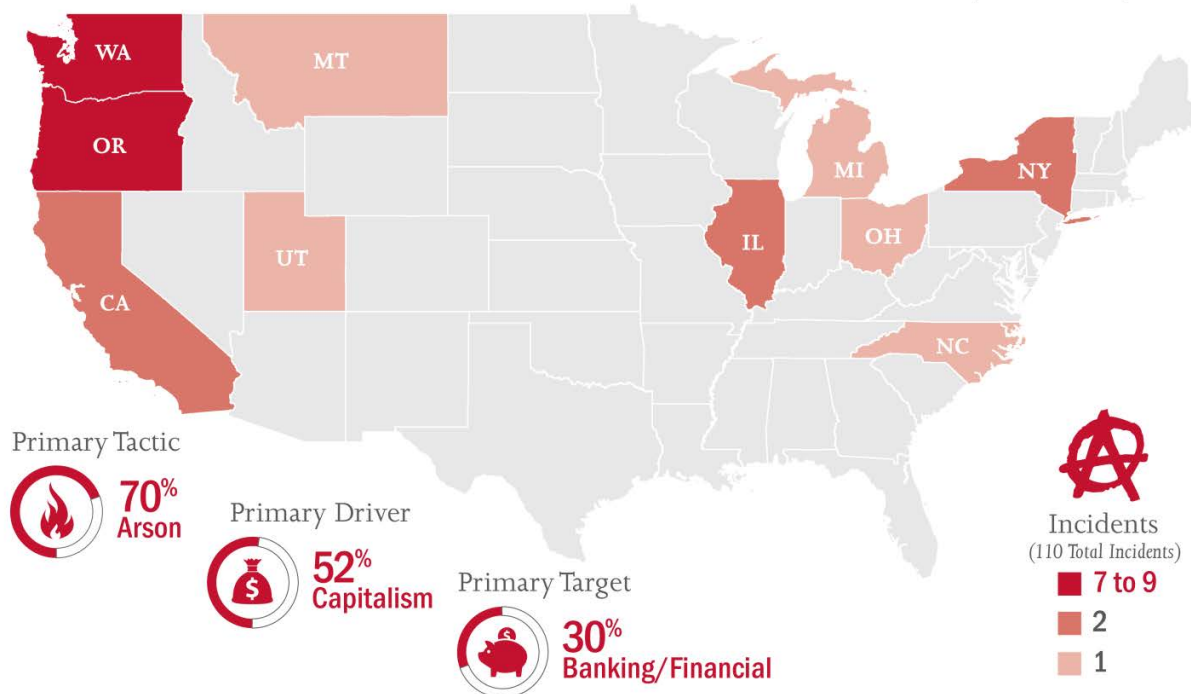 WA
MT
OR
MI
NY
IL
OH
UT
CA
NC
Primary Tactic
70%
Arson
Primary Driver
$
52%
Capitalism
Primary Target
$
30%
Banking/Financial
A
Incidents
(110 Total Incidents)
7 to 9
2
1